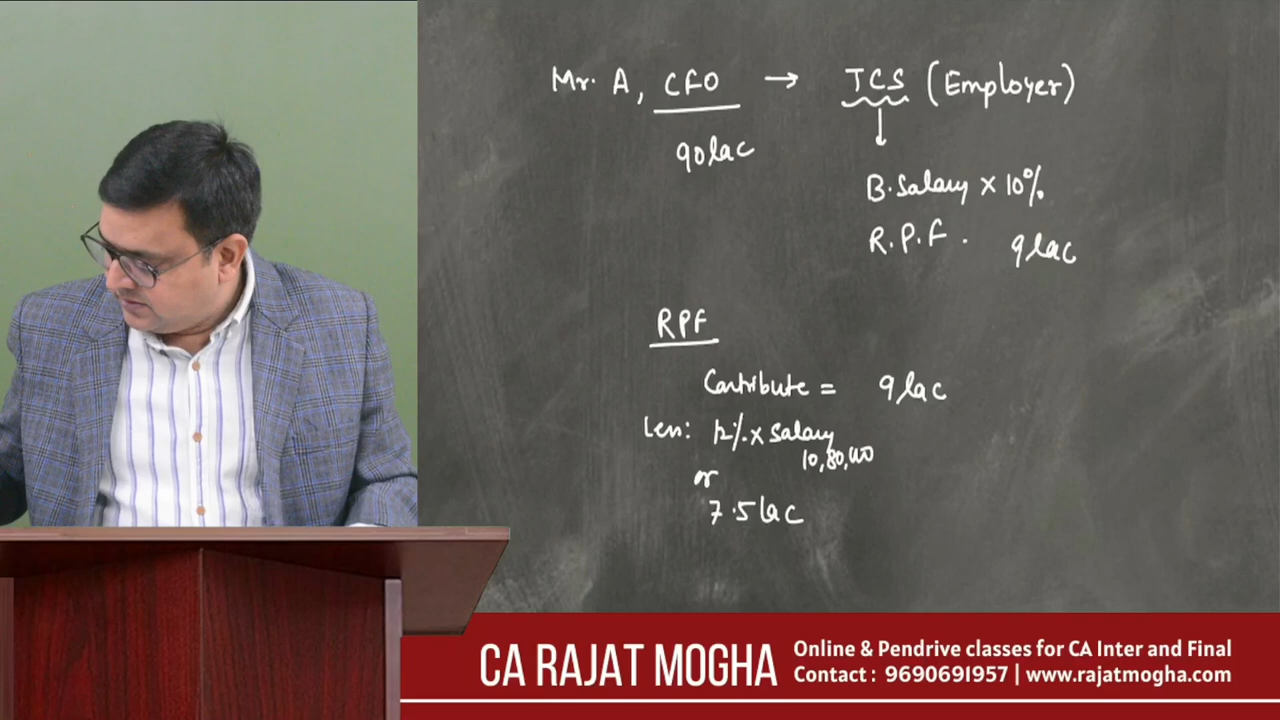 Mr. A, CFO → TCS (Employer)
90 lac
B. Salary × 10%
R.P.F. 9 lac
RPF
Contribute = 9 lac
Less: 12% × Salary
10,80,000
or
7.5 lac
CA RAJAT MOGHA
Online & Pendrive classes for CA Inter and Final
Contact : 9690691957 | www.rajatmogha.com